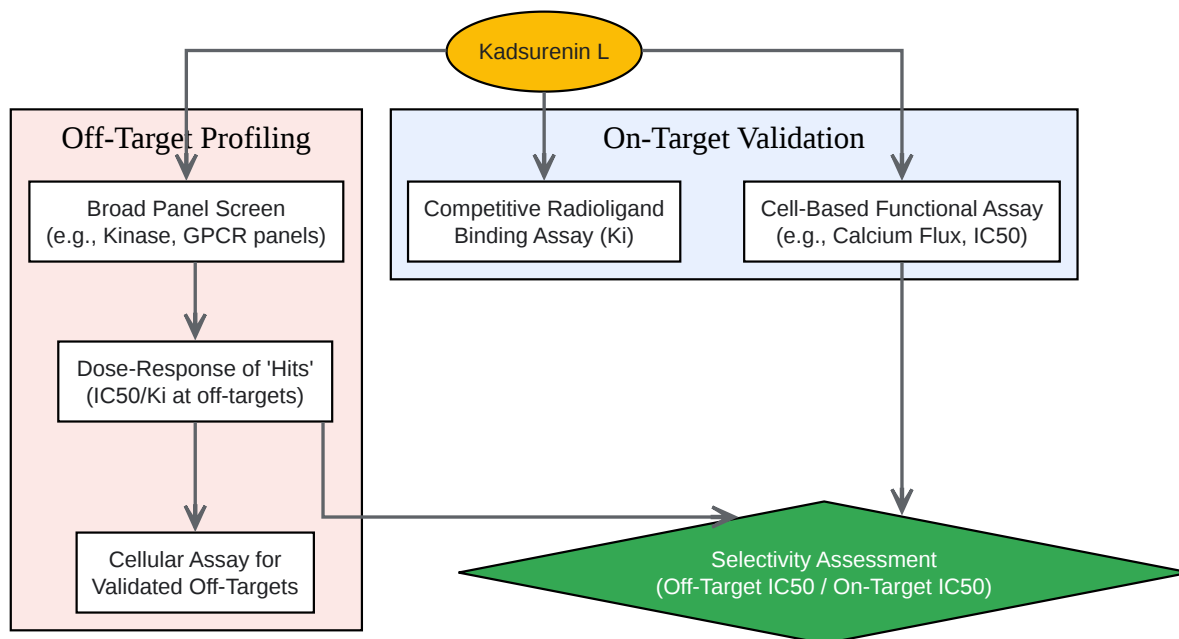 Kadsurenin L
Off-Target Profiling
On-Target Validation
Broad Panel Screen
(e.g., Kinase, GPCR panels)
Competitive Radioligand
Binding Assay (Ki)
Cell-Based Functional Assay
(e.g., Calcium Flux, IC50)
Dose-Response of 'Hits'
(IC50/Ki at off-targets)
Cellular Assay for
Validated Off-Targets
Selectivity Assessment
(Off-Target IC50 / On-Target IC50)